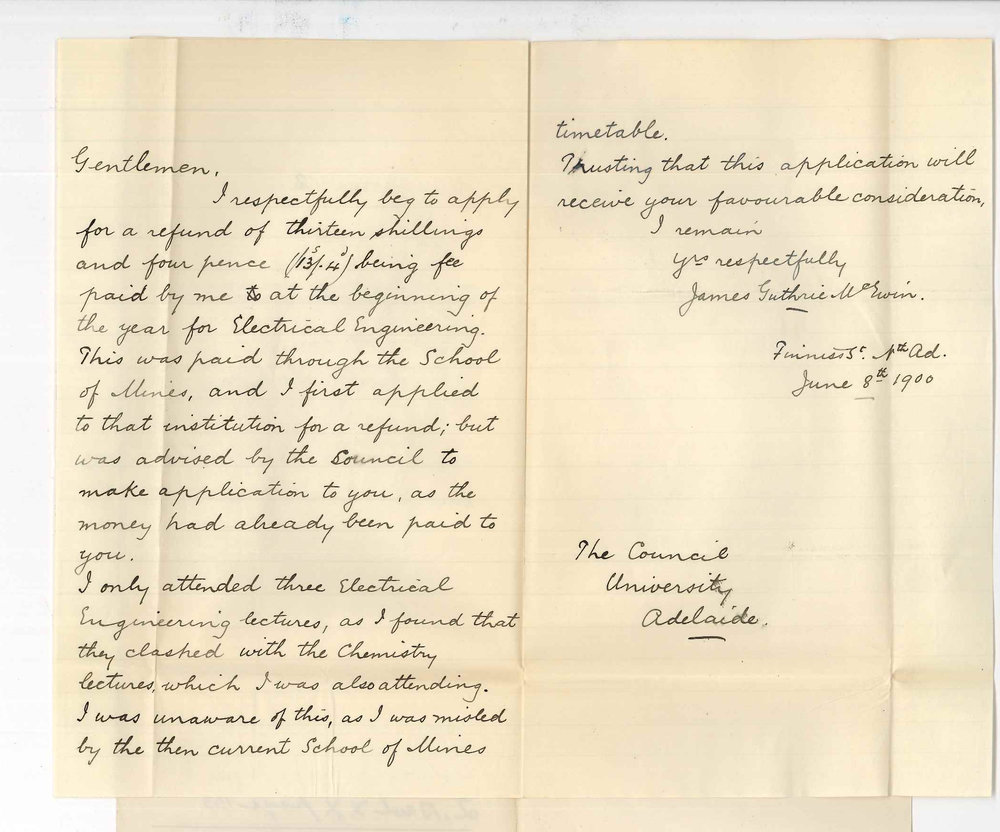 Gentlemen,
I respectfully beg to apply
for a refund of thirteen shillings
and four pence (13s/. 4d) being fee
paid by me at the beginning of
the year for Electrical Engineering.
This was paid through the School
of Mines, and I first applied
to that institution for a refund; but
was advised by the Council to
make application to you, as the
money had already been paid to
you.
I only attended three Electrical
Engineering lectures, as I found that
they clashed with the Chemistry
lectures, which I was also attending.
I was unaware of this, as I was misled
by the then current School of Mines
timetable.
Trusting that this application will
receive your favourable consideration,
I remain
Yrs respectfully
James Guthrie McEwin.
Finniss St. Nth Ad.
June 8th 1900
The Council
University
Adelaide.